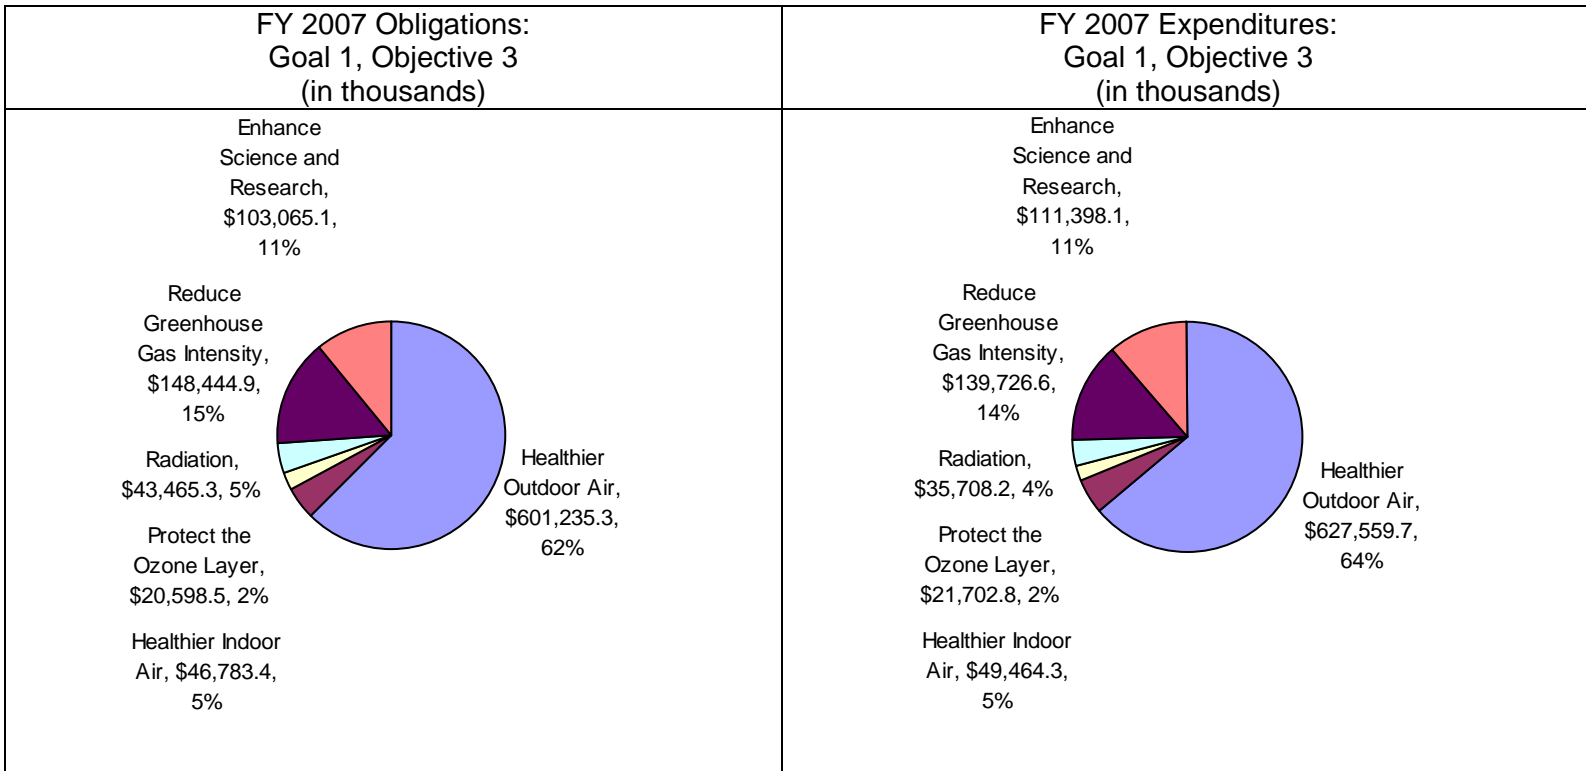 FY 2007 Obligations:
Goal 1, Objective 3
(in thousands)
Enhance
Science and
Research,
$103,065.1,
11%
Reduce
Greenhouse
Gas Intensity,
$148,444.9,
15%
Radiation,
$43,465.3, 5%
Protect the
Ozone Layer,
$20,598.5, 2%
Healthier Indoor
Air, $46,783.4,
5%
Healthier
Outdoor Air,
$601,235.3,
62%
FY 2007 Expenditures:
Goal 1, Objective 3
(in thousands)
Enhance
Science and
Research,
$111,398.1,
11%
Reduce
Greenhouse
Gas Intensity,
$139,726.6,
14%
Radiation,
$35,708.2, 4%
Protect the
Ozone Layer,
$21,702.8, 2%
Healthier Indoor
Air, $49,464.3,
5%
Healthier
Outdoor Air,
$627,559.7,
64%